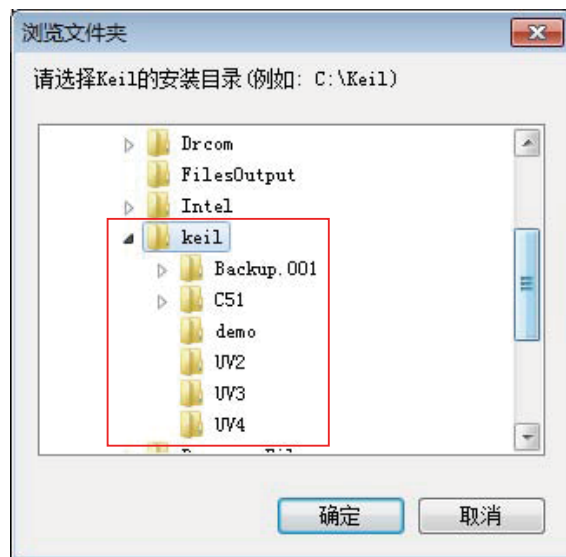 浏览文件夹
请选择Keil的安装目录(例如: C:\Keil)
Drcom
FilesOutput
Intel
keil
Backup.001
C51
demo
UV2
UV3
UV4
确定
取消